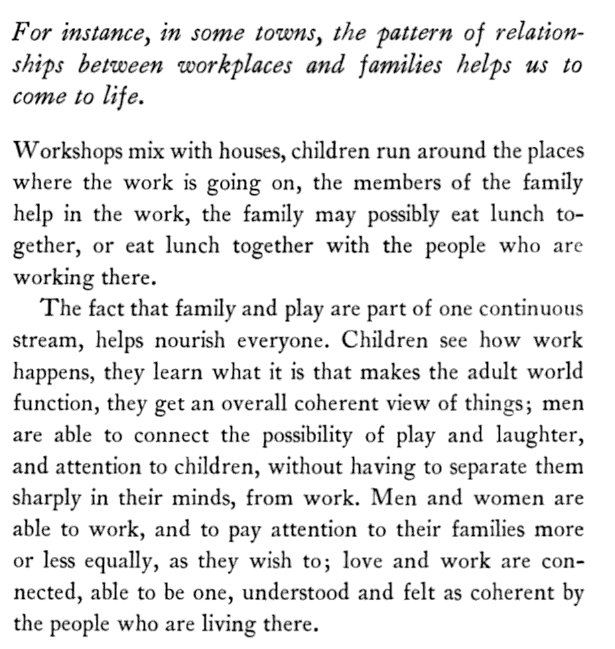 For instance, in some towns, the pattern of relation-
ships between workplaces and families helps us to
come to life.
Workshops mix with houses, children run around the places
where the work is going on, the members of the family
help in the work, the family may possibly eat lunch to-
gether, or eat lunch together with the people who are
working there.
The fact that family and play are part of one continuous
stream, helps nourish everyone. Children see how work
happens, they learn what it is that makes the adult world
function, they get an overall coherent view of things; men
are able to connect the possibility of play and laughter,
and attention to children, without having to separate them
sharply in their minds, from work. Men and women are
able to work, and to pay attention to their families more
or less equally, as they wish to; love and work are con-
nected, able to be one, understood and felt as coherent by
the people who are living there.